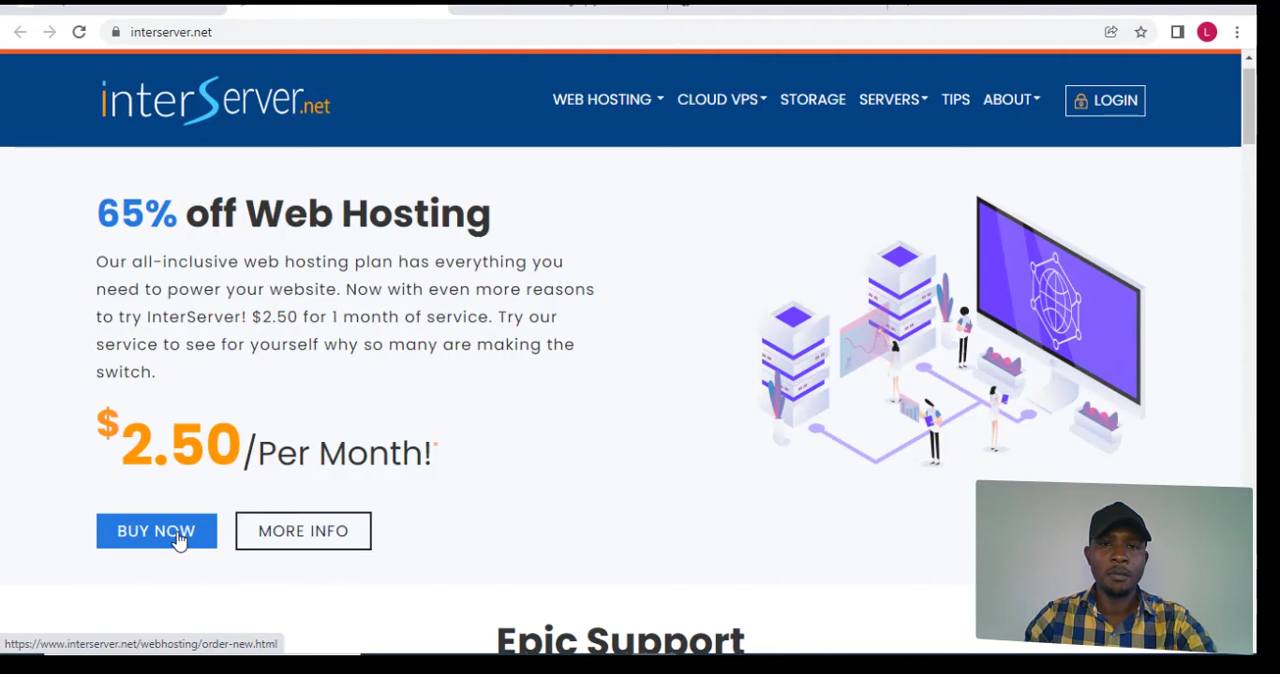 interserver.net
L
interServer.net
WEB HOSTING CLOUD VPS STORAGE SERVERS TIPS ABOUT LOGIN
65% off Web Hosting
Our all-inclusive web hosting plan has everything you
need to power your website. Now with even more reasons
to try InterServer! $2.50 for 1 month of service. Try our
service to see for yourself why so many are making the
switch.
$2.50/Per Month!*
BUY NOW MORE INFO
Epic Support
https://www.interserver.net/webhosting/order-new.html